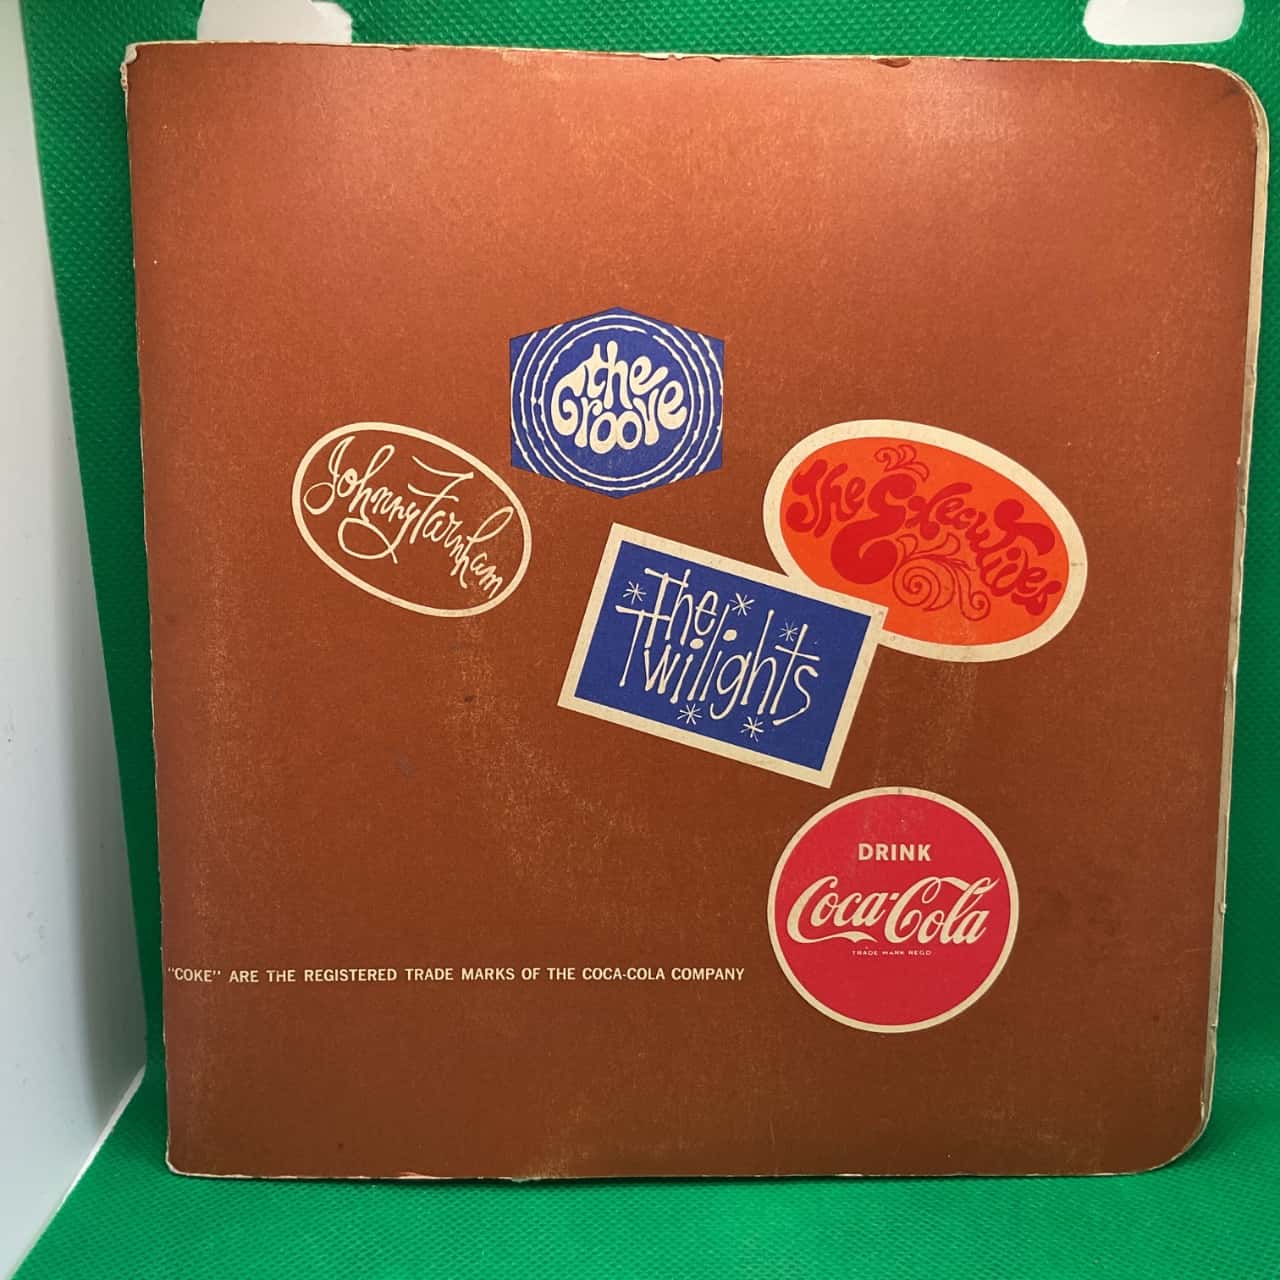 the
Groove
Johnny Farnham
The Executives
The
Twilights
DRINK
Coca-Cola
TRADE MARK REGD
"COKE" ARE THE REGISTERED TRADE MARKS OF THE COCA-COLA COMPANY